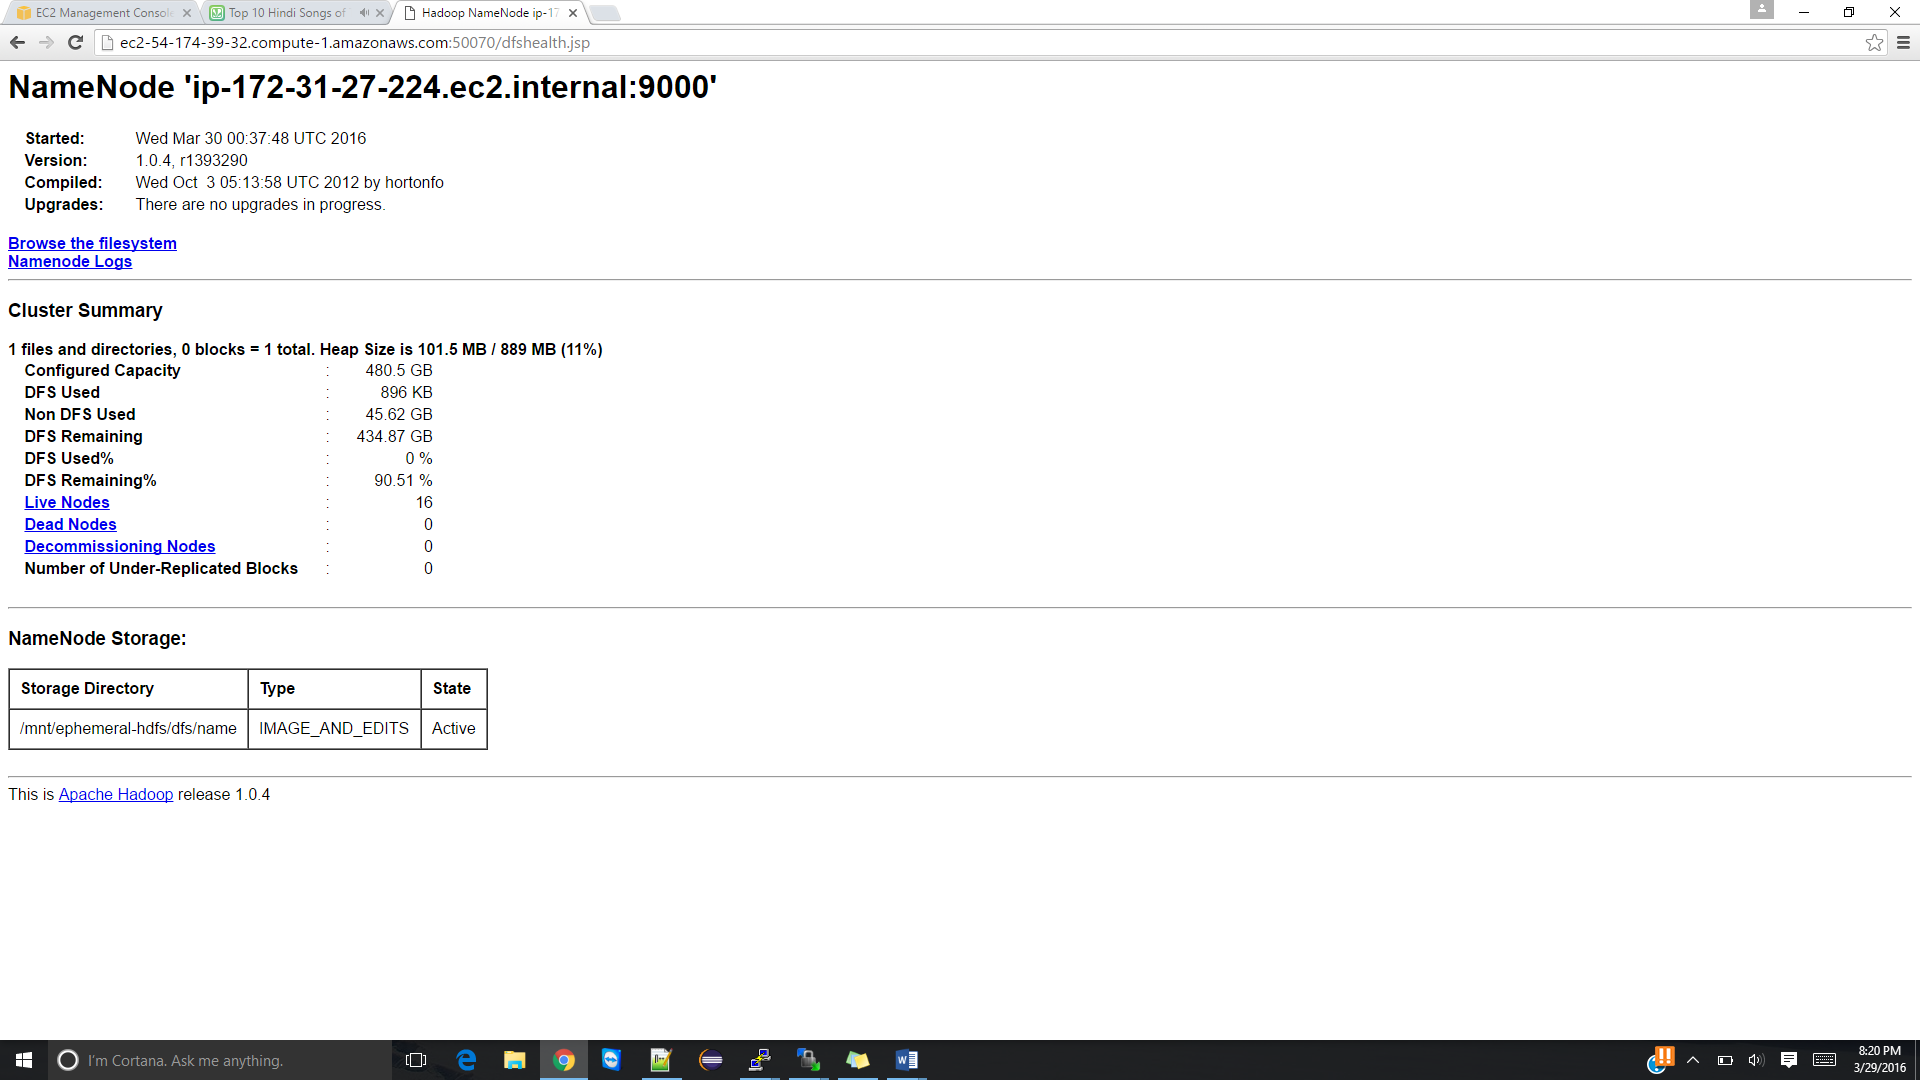 EC2 Management Consol
Top 10 Hindi Songs of
Hadoop NameNode ip-17
ec2-54-174-39-32.compute-1.amazonaws.com:50070/dfshealth.jsp
NameNode 'ip-172-31-27-224.ec2.internal:9000'
Started: Wed Mar 30 00:37:48 UTC 2016
Version: 1.0.4, r1393290
Compiled: Wed Oct 3 05:13:58 UTC 2012 by hortonfo
Upgrades: There are no upgrades in progress.
Browse the filesystem
Namenode Logs
Cluster Summary
1 files and directories, 0 blocks = 1 total. Heap Size is 101.5 MB / 889 MB (11%)
Configured Capacity : 480.5 GB
DFS Used : 896 KB
Non DFS Used : 45.62 GB
DFS Remaining : 434.87 GB
DFS Used% : 0 %
DFS Remaining% : 90.51 %
Live Nodes : 16
Dead Nodes : 0
Decommissioning Nodes : 0
Number of Under-Replicated Blocks : 0
NameNode Storage:
Storage Directory Type State
/mnt/ephemeral-hdfs/dfs/name IMAGE_AND_EDITS Active
This is Apache Hadoop release 1.0.4
I'm Cortana. Ask me anything.
8:20 PM
3/29/2016